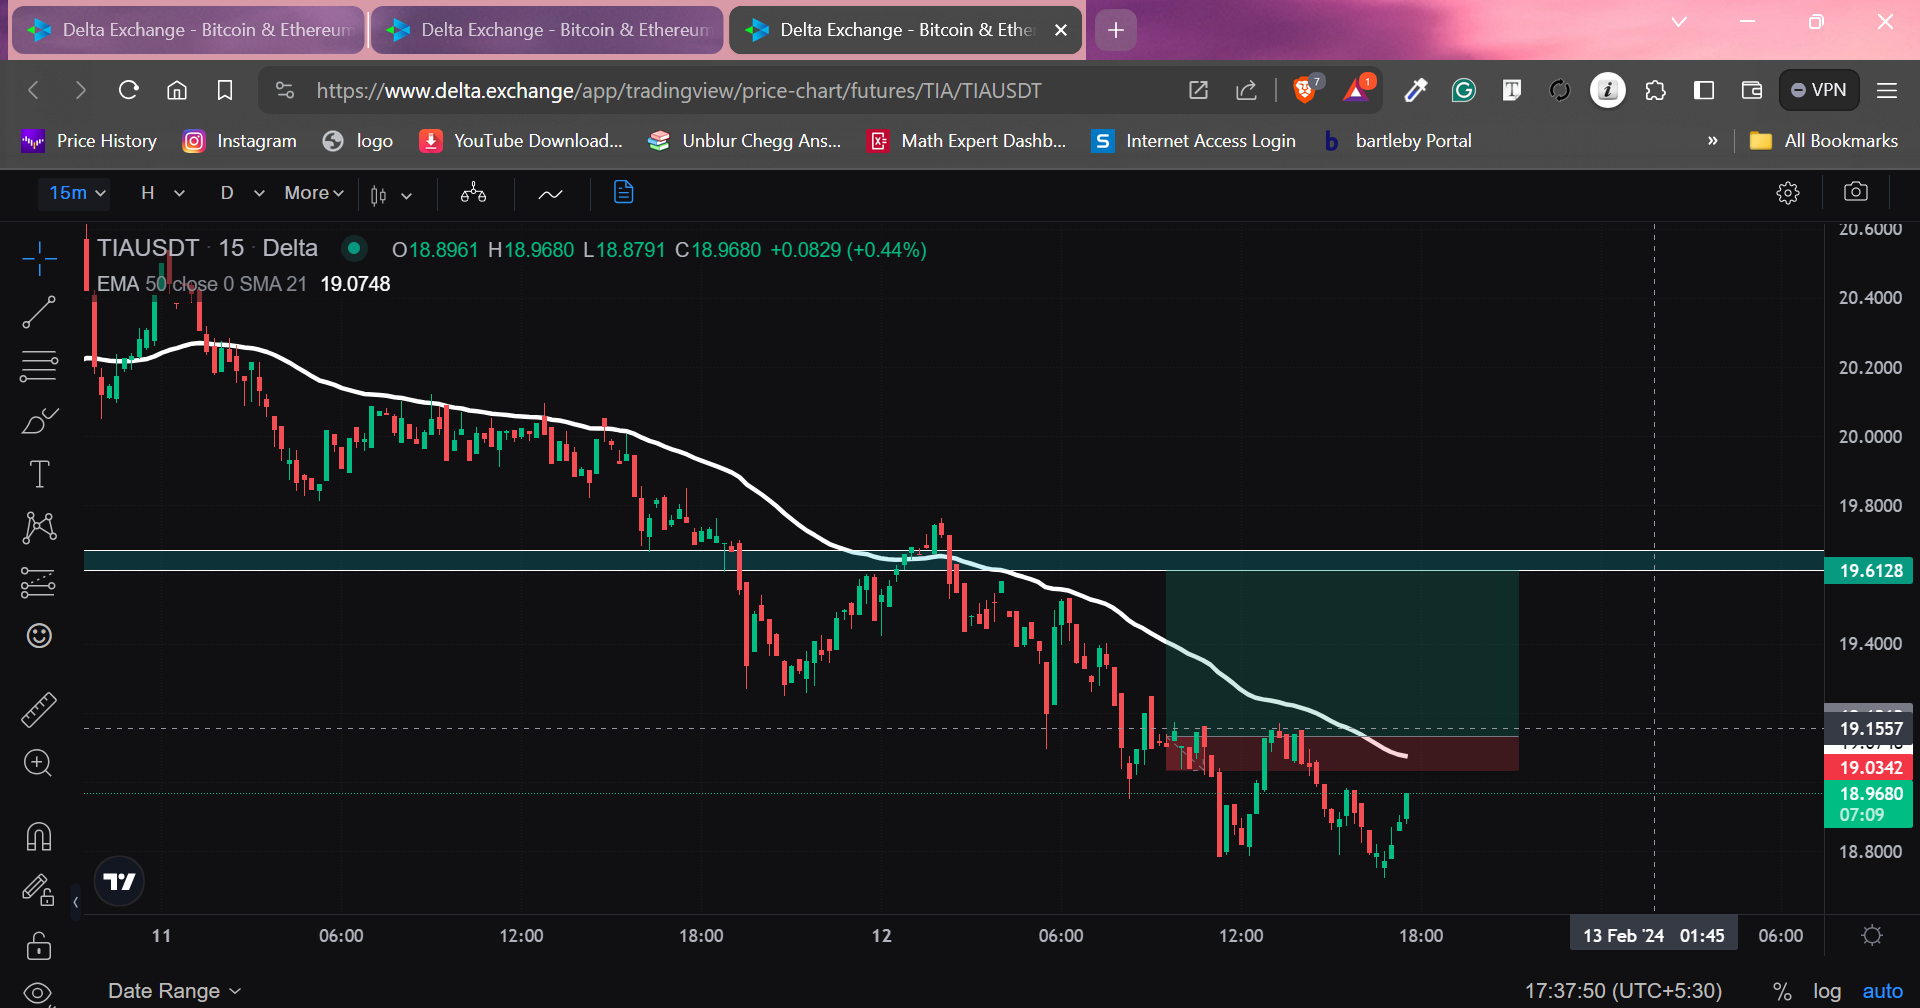 Delta Exchange - Bitcoin & Ethereum
Delta Exchange - Bitcoin & Ethereum
Delta Exchange - Bitcoin & Ethe
https://www.delta.exchange/app/tradingview/price-chart/futures/TIA/TIAUSDT
7
1
VPN
Price History
Instagram
logo
YouTube Download...
Unblur Chegg Ans...
Math Expert Dashb...
Internet Access Login
bartleby Portal
»
All Bookmarks
15m
H
D
More
TIAUSDT · 15 · Delta
O18.8961 H18.9680 L18.8791 C18.9680 +0.0829 (+0.44%)
EMA 50 close 0 SMA 21 19.0748
20.6000
20.4000
20.2000
20.0000
19.8000
19.6128
19.4000
19.1557
19.0342
18.9680
07:09
18.8000
11
06:00
12:00
18:00
12
06:00
12:00
18:00
13 Feb '24 01:45
06:00
Date Range
17:37:50 (UTC+5:30)
%
log
auto